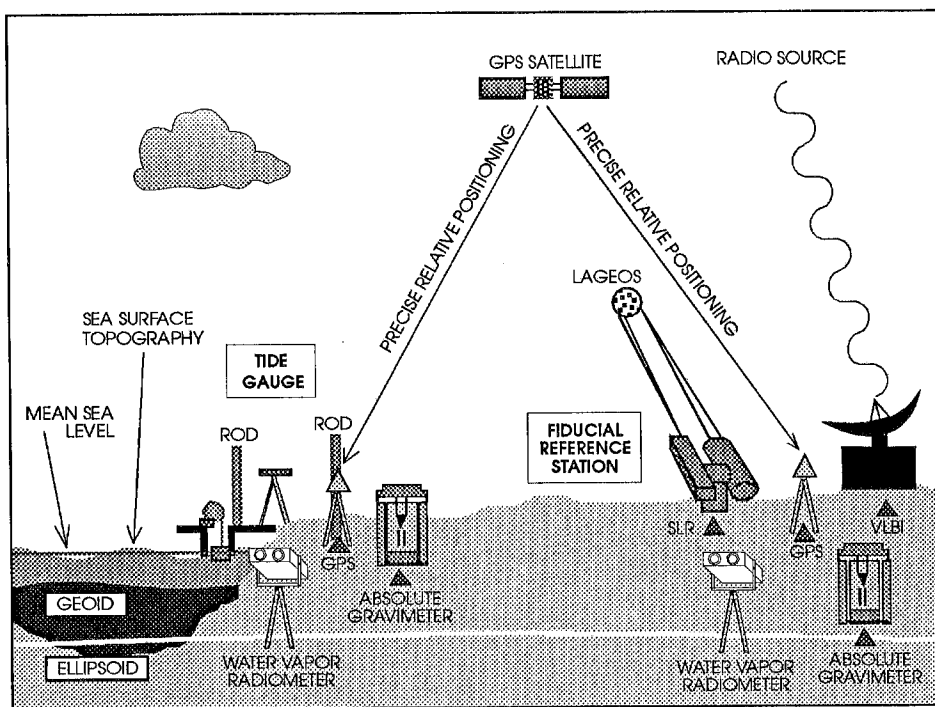 GPS SATELLITE
RADIO SOURCE
PRECISE RELATIVE POSITIONING
PRECISE RELATIVE POSITIONING
LAGEOS
SEA SURFACE
TOPOGRAPHY
TIDE
GAUGE
MEAN SEA
LEVEL
ROD
ROD
FIDUCIAL
REFERENCE
STATION
SLR
VLBI
GPS
GPS
GEOID
ABSOLUTE
GRAVIMETER
ELLIPSOID
WATER VAPOR
RADIOMETER
WATER VAPOR
RADIOMETER
ABSOLUTE
GRAVIMETER